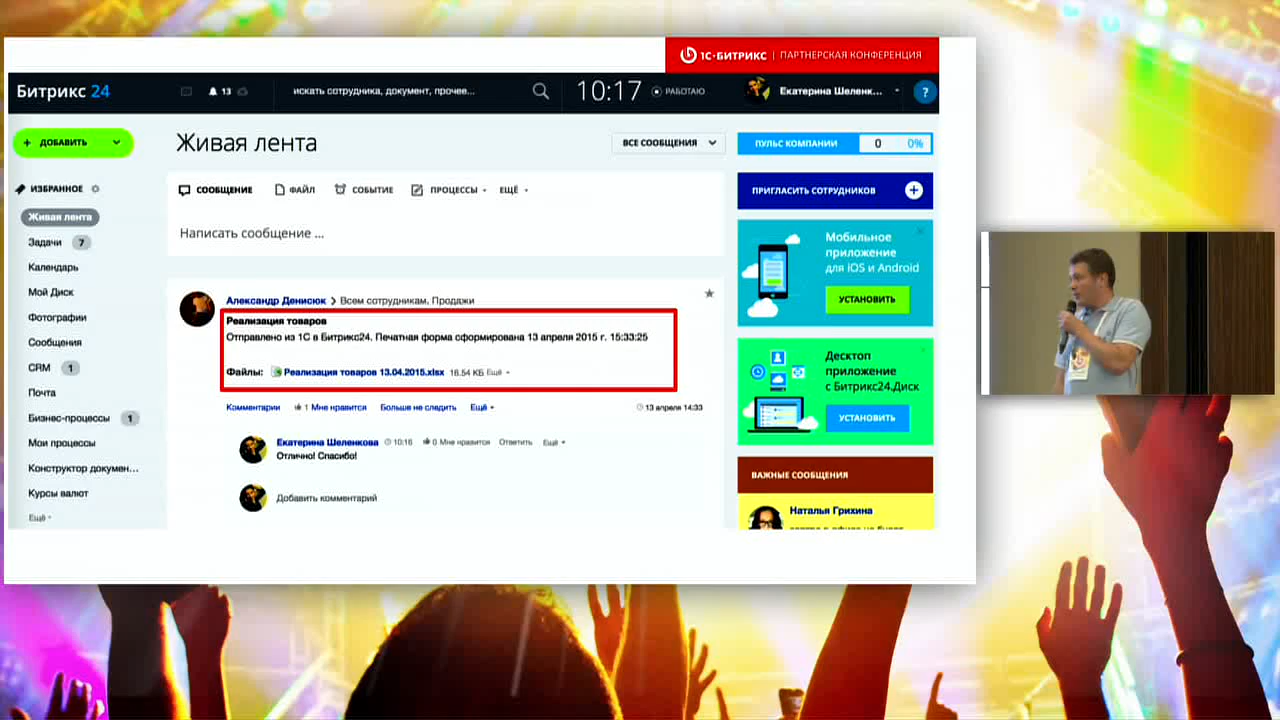 1С-БИТРИКС | ПАРТНЕРСКАЯ КОНФЕРЕНЦИЯ
Битрикс 24
13
искать сотрудника, документ, прочее...
10:17
РАБОТАЮ
Екатерина Шеленк...
?
+ ДОБАВИТЬ
Живая лента
ВСЕ СООБЩЕНИЯ
ПУЛЬС КОМПАНИИ 0 0%
ИЗБРАННОЕ
Живая лента
Задачи 7
Календарь
Мой Диск
Фотографии
Сообщения
CRM 1
Почта
Бизнес-процессы 1
Мои процессы
Конструктор докумен...
Курсы валют
Ещё
СООБЩЕНИЕ ФАЙЛ СОБЫТИЕ ПРОЦЕССЫ ЕЩЁ
Написать сообщение ...
Александр Денисюк > Всем сотрудникам, Продажи
Реализация товаров
Отправлено из 1С в Битрикс24. Печатная форма сформирована 13 апреля 2015 г. 15:33:25
Файлы: Реализация товаров 13.04.2015.xlsx 16.54 КБ Ещё
Комментарии 1 Мне нравится Больше не следить Ещё 13 апреля 14:33
Екатерина Шеленкова 10:16 0 Мне нравится Ответить Ещё
Отлично! Спасибо!
Добавить комментарий
ПРИГЛАСИТЬ СОТРУДНИКОВ +
Мобильное
приложение
для iOS и Android
УСТАНОВИТЬ
Десктоп
приложение
с Битрикс24.Диск
УСТАНОВИТЬ
ВАЖНЫЕ СООБЩЕНИЯ
Наталья Грихина